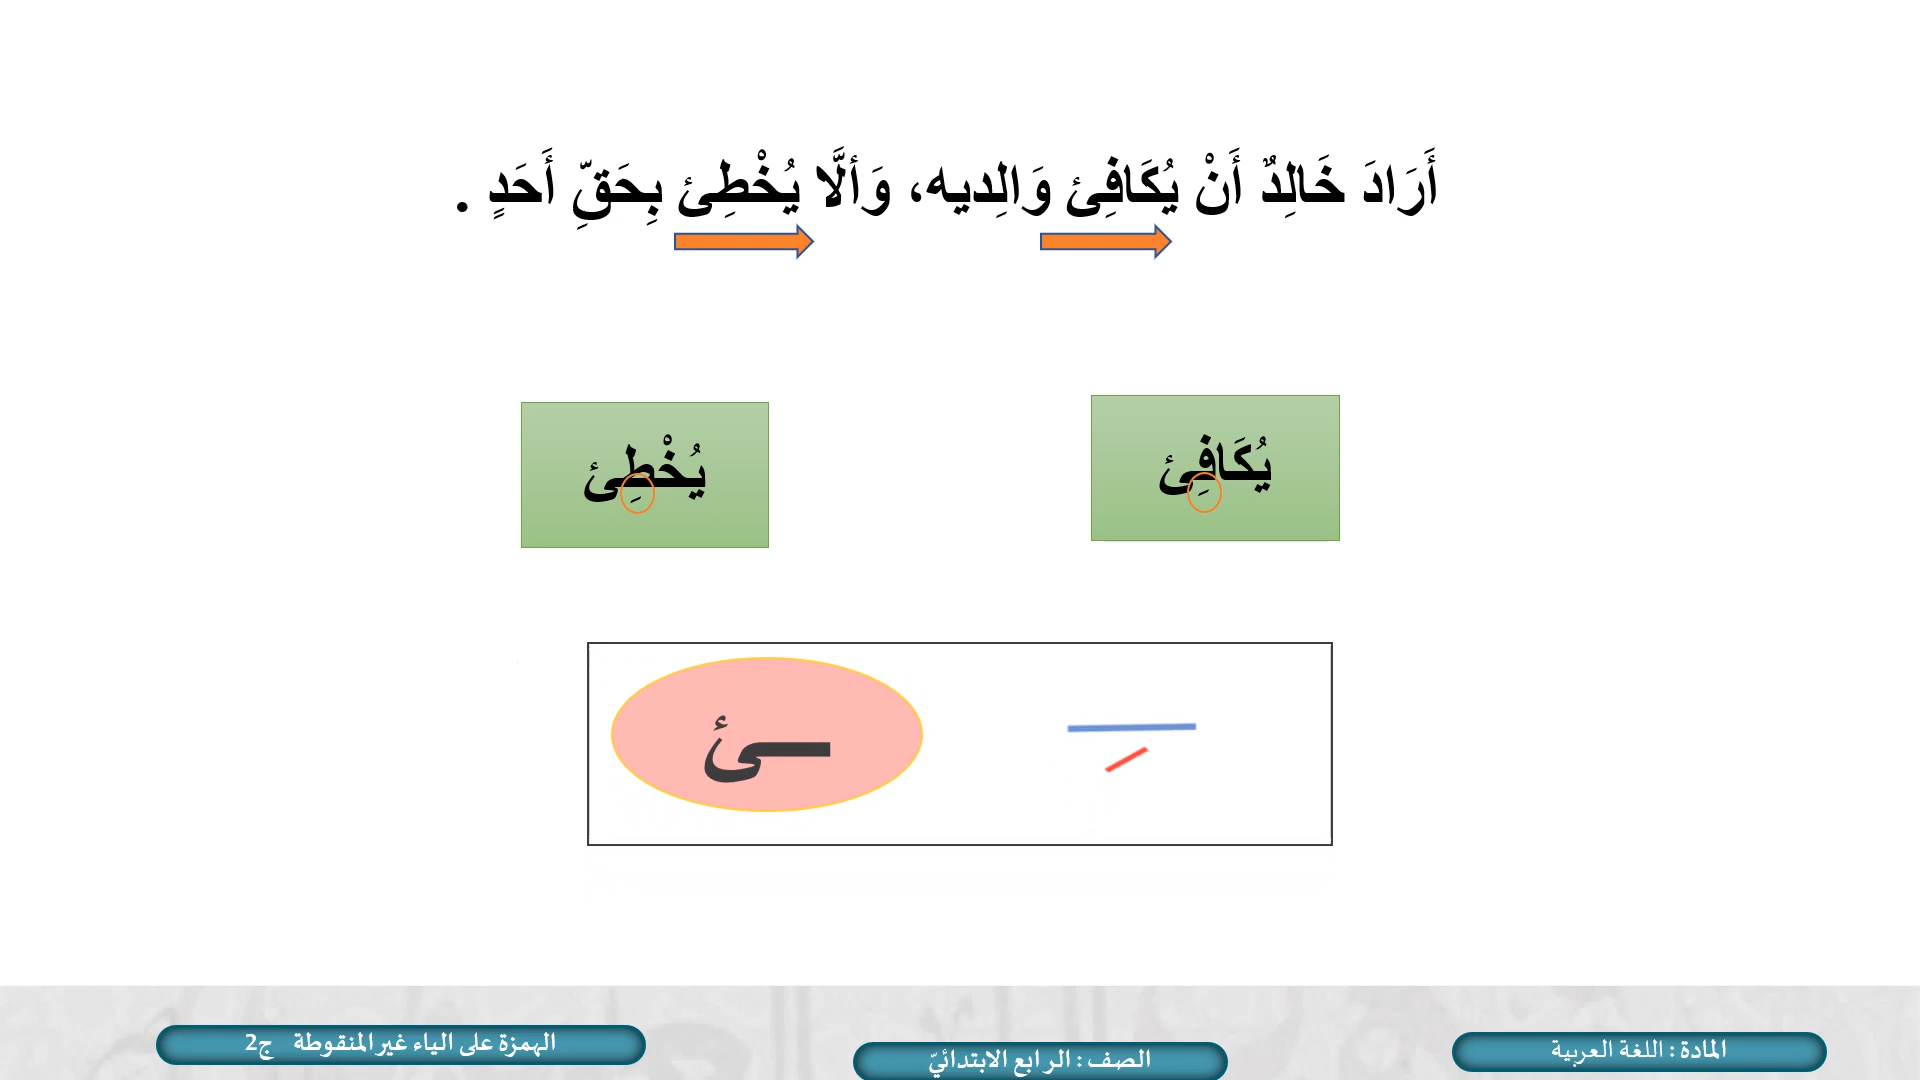 أَرَادَ خَالِدٌ أَنْ يُكَافِئ وَالِديه، وَألَّا يُخْطِئ بِحَقِّ أَحَدٍ .
يُكَافِئ
يُخْطِئ
ـئ
المادة : اللغة العربية
الصف : الرابع الابتدائيّ
الهمزة على الياء غير المنقوطة ج2